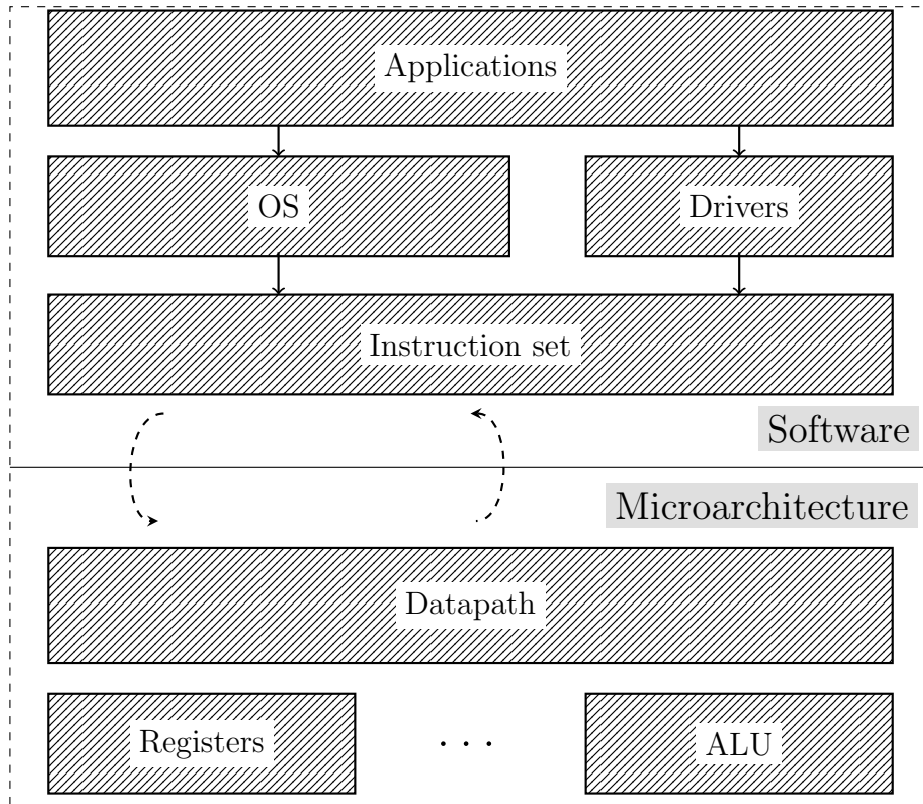 Applications
OS
Drivers
Instruction set
Software
Microarchitecture
Datapath
Registers
. . .
ALU